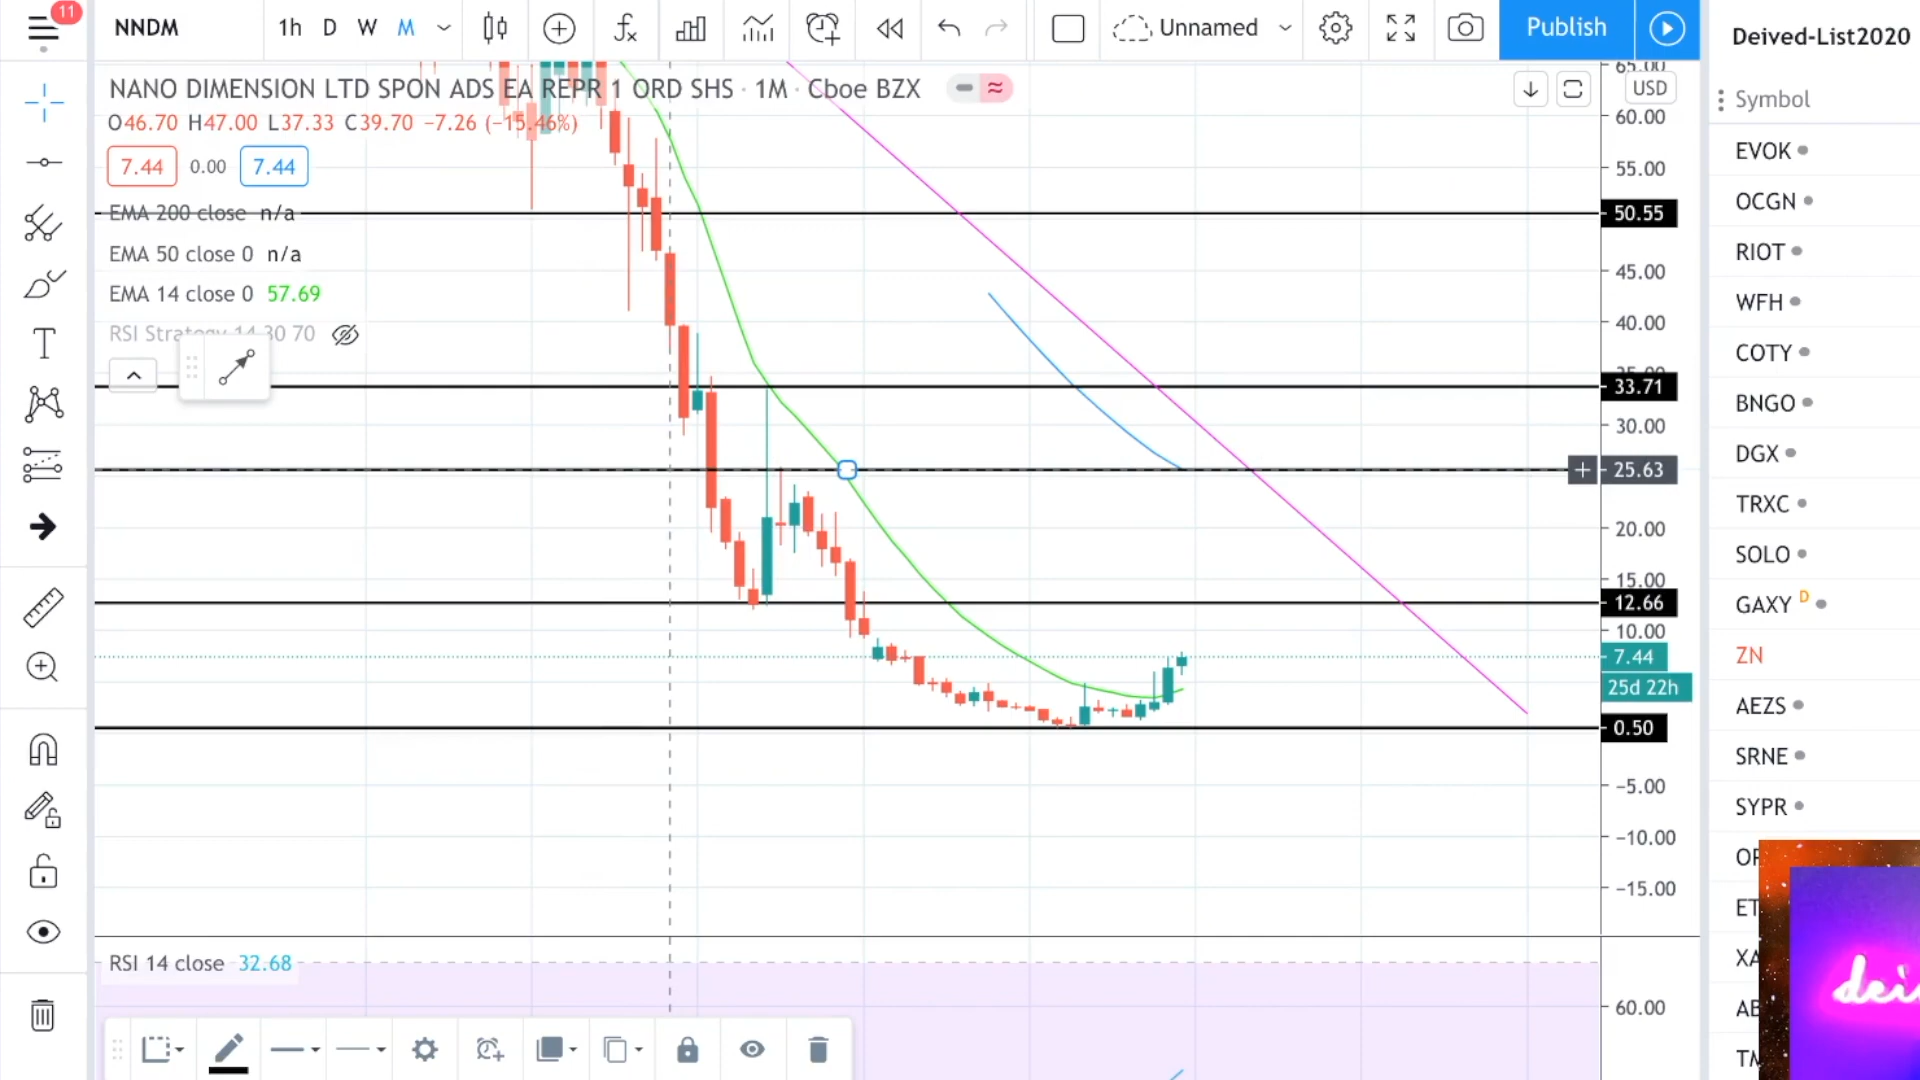 11
NNDM 1h D W M Unnamed Publish
Deived-List2020
NANO DIMENSION LTD SPON ADS EA REPR 1 ORD SHS · 1M · Cboe BZX
O46.70 H47.00 L37.33 C39.70 −7.26 (−15.46%)
7.44 0.00 7.44
EMA 200 close n/a
EMA 50 close 0 n/a
EMA 14 close 0 57.69
RSI Strategy 14 30 70
USD
65.00
60.00
55.00
50.55
45.00
40.00
35.00
33.71
30.00
25.63
20.00
15.00
12.66
10.00
7.44
25d 22h
0.50
−5.00
−10.00
−15.00
RSI 14 close 32.68
60.00
Symbol
EVOK
OCGN
RIOT
WFH
COTY
BNGO
DGX
TRXC
SOLO
GAXY D
ZN
AEZS
SRNE
SYPR
ET
XA
AB
TM